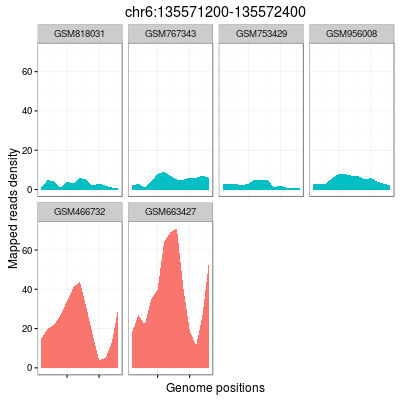 chr6:135571200-135572400
GSM818031 GSM767343 GSM753429 GSM956008
60
40
20
0
GSM466732 GSM663427
60
40
20
0
Mapped reads density
Genome positions